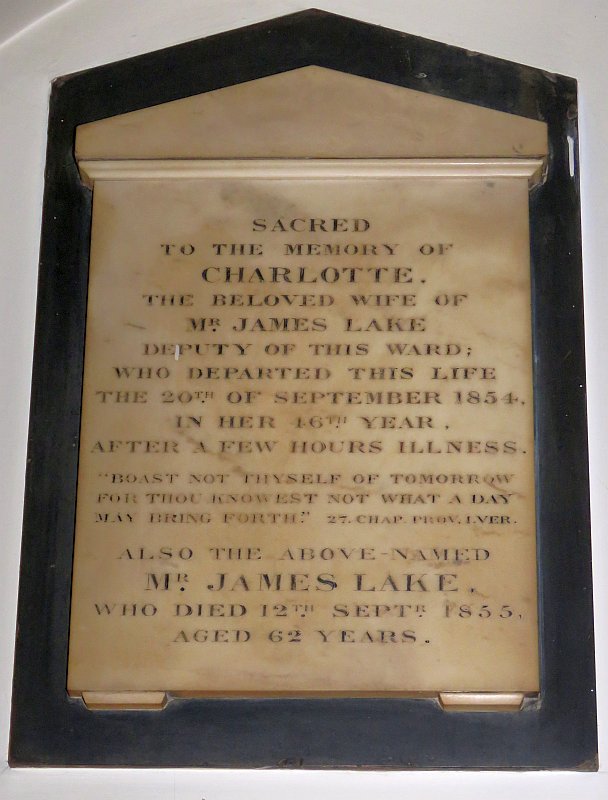 SACRED
TO THE MEMORY OF
CHARLOTTE.
THE BELOVED WIFE OF
MR. JAMES LAKE
DEPUTY OF THIS WARD;
WHO DEPARTED THIS LIFE
THE 20TH. OF SEPTEMBER 1854,
IN HER 46TH. YEAR,
AFTER A FEW HOURS ILLNESS.
"BOAST NOT THYSELF OF TOMORROW
FOR THOU KNOWEST NOT WHAT A DAY
MAY BRING FORTH." 27. CHAP. PROV. I.VER.
ALSO THE ABOVE-NAMED
MR. JAMES LAKE,
WHO DIED 12TH. SEPTR. 1855,
AGED 62 YEARS.